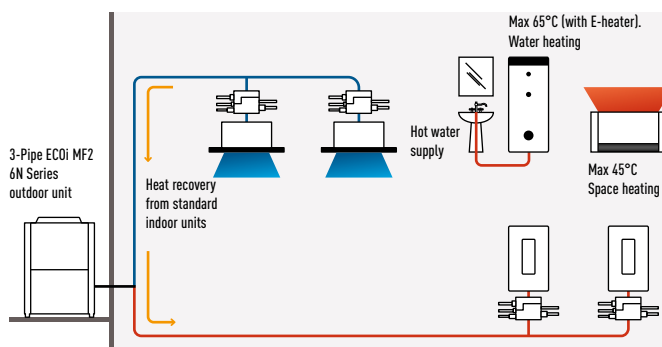 Max 65°C (with E-heater).
Water heating
Hot water
supply
3-Pipe ECOi MF2
6N Series
outdoor unit
Heat recovery
from standard
indoor units
Max 45°C
Space heating